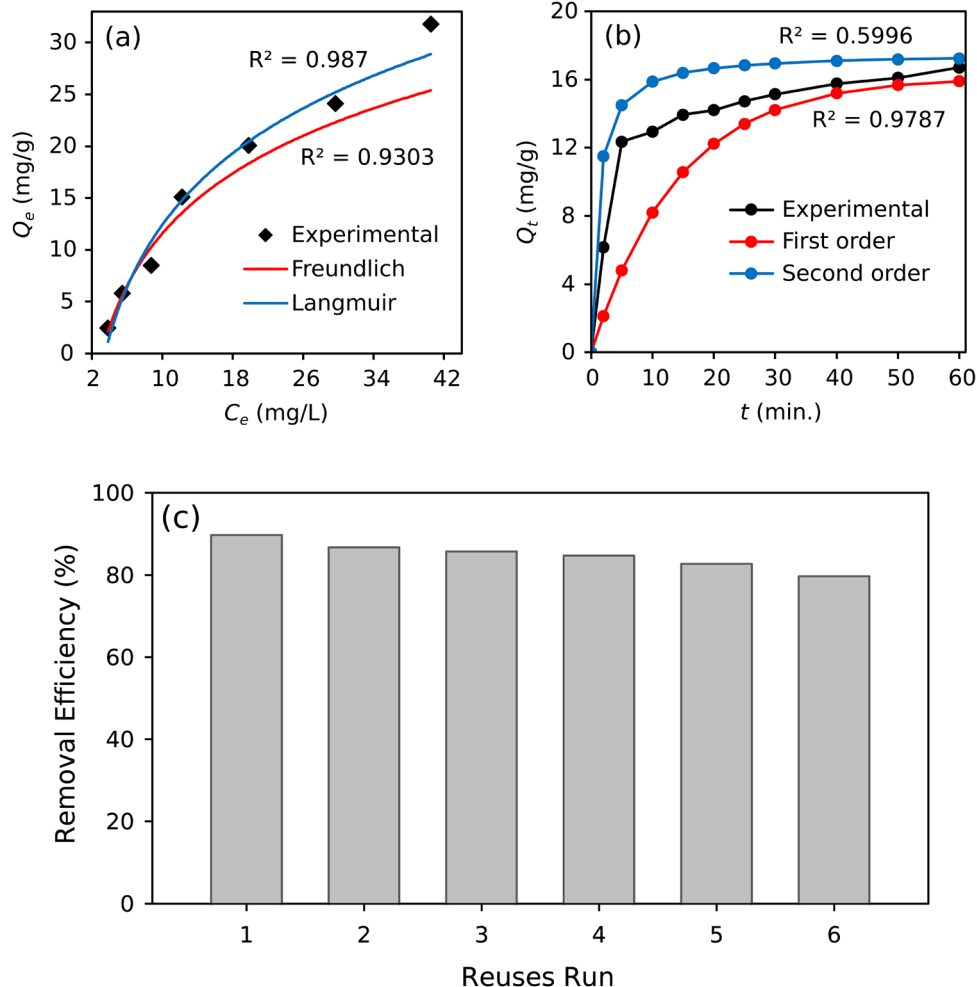 (a)
R² = 0.987
R² = 0.9303
Experimental
Freundlich
Langmuir
30
25
20
15
10
5
0
2 10 18 26 34 42
Qe (mg/g)
Ce (mg/L)
(b)
R² = 0.5996
R² = 0.9787
Experimental
First order
Second order
20
16
12
8
4
0
0 10 20 30 40 50 60
Qt (mg/g)
t (min.)
(c)
100
80
60
40
20
0
1 2 3 4 5 6
Removal Efficiency (%)
Reuses Run